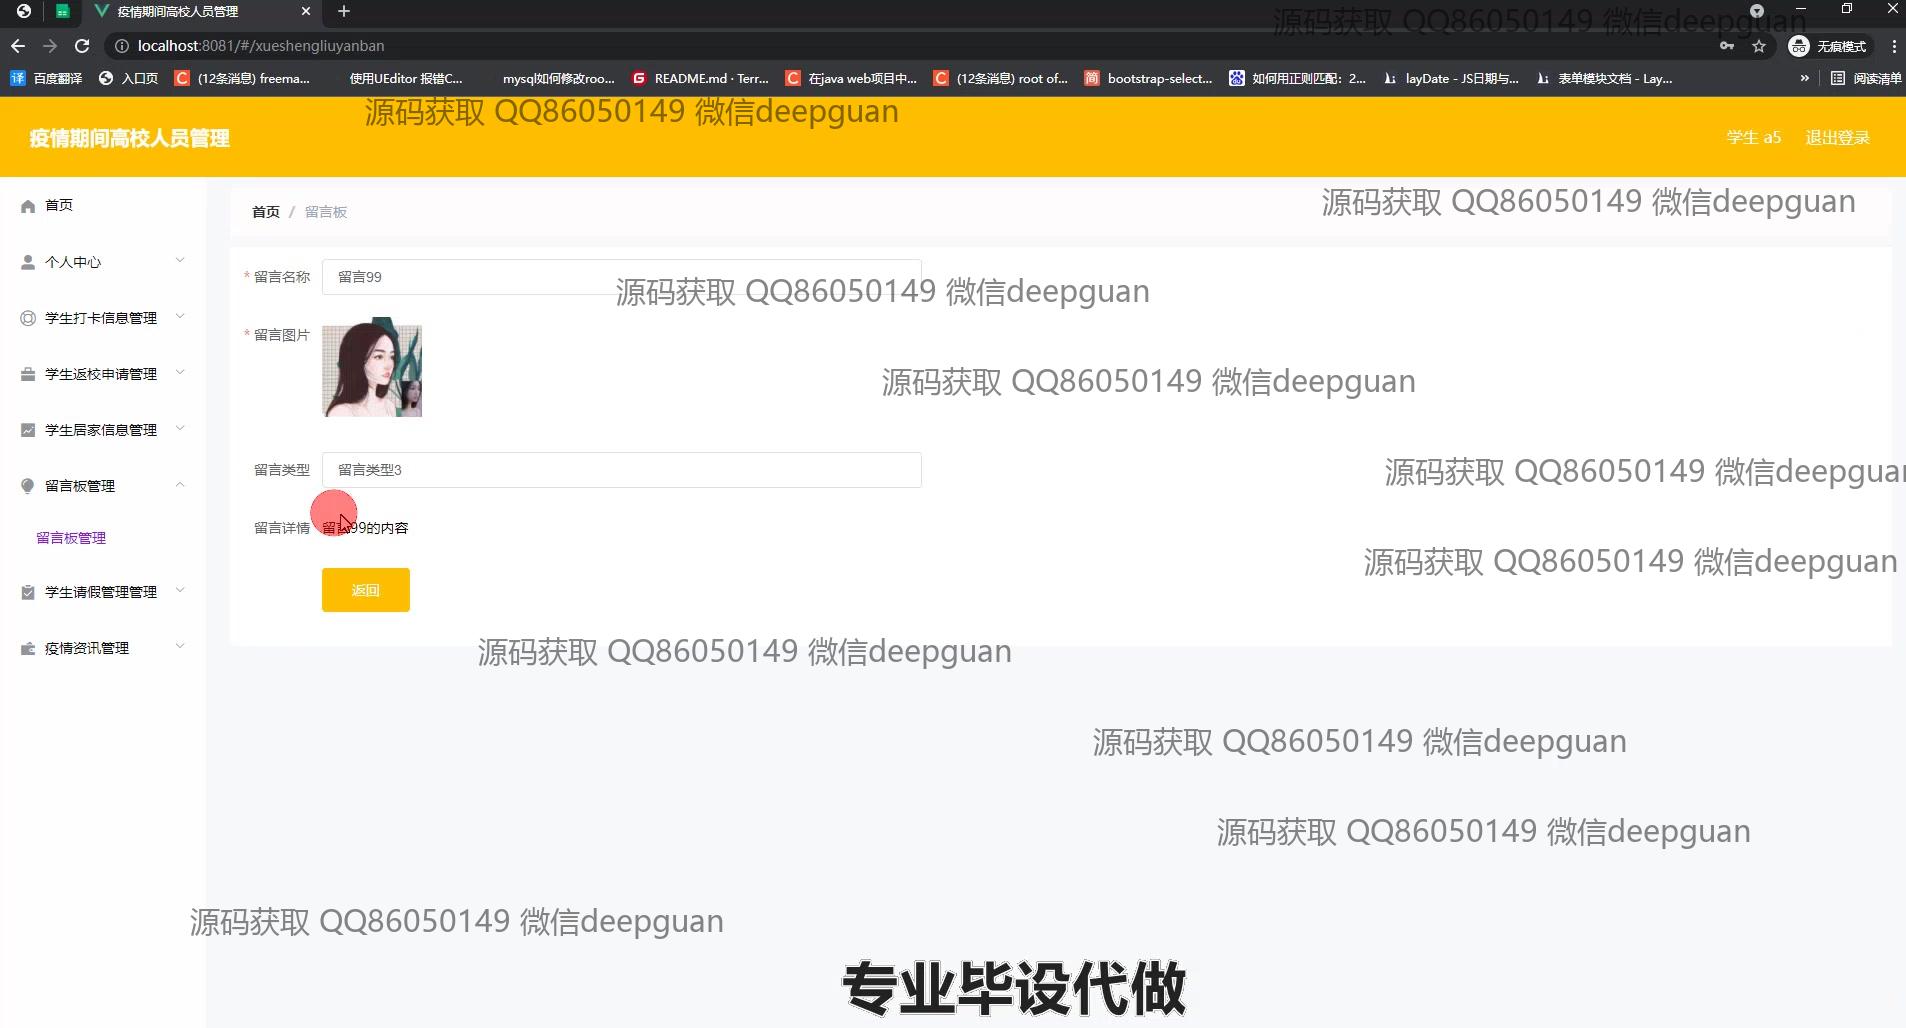 疫情期间高校人员管理
源码获取 QQ86050149 微信deepguan
localhost:8081/#/xueshengliuyanban
无痕模式
百度翻译 入口页 (12条消息) freema... 使用UEditor 报错C... mysql如何修改roo... README.md · Terr... 在java web项目中... (12条消息) root of... bootstrap-select... 如何用正则匹配：2... layDate - JS日期与... 表单模块文档 - Lay... » 阅读清单
源码获取 QQ86050149 微信deepguan
疫情期间高校人员管理
学生 a5 退出登录
首页
首页 / 留言板
源码获取 QQ86050149 微信deepguan
个人中心
* 留言名称 留言99
源码获取 QQ86050149 微信deepguan
学生打卡信息管理
* 留言图片
学生返校申请管理
源码获取 QQ86050149 微信deepguan
学生居家信息管理
留言类型 留言类型3
源码获取 QQ86050149 微信deepguan
留言板管理
留言详情 留言99的内容
留言板管理
源码获取 QQ86050149 微信deepguan
学生请假管理管理
返回
疫情资讯管理
源码获取 QQ86050149 微信deepguan
源码获取 QQ86050149 微信deepguan
源码获取 QQ86050149 微信deepguan
源码获取 QQ86050149 微信deepguan
专业毕设代做